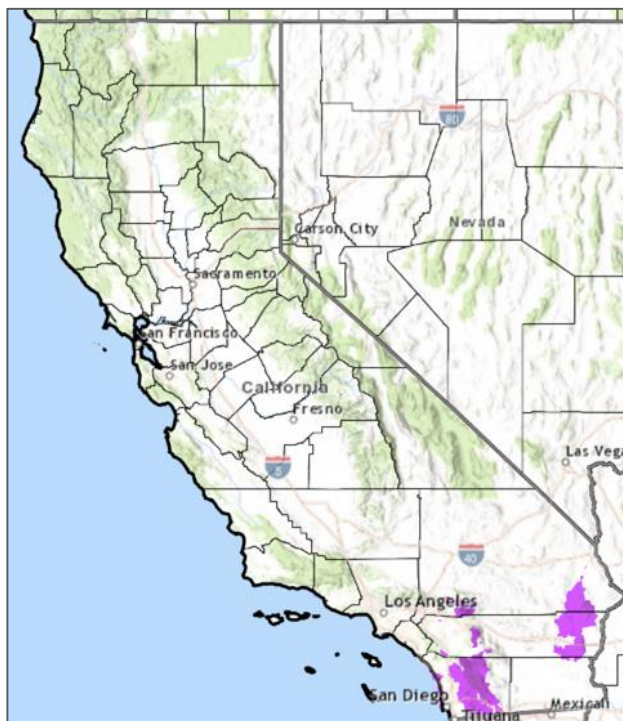 80
Nevada
Carson City
Sacramento
San Francisco
San Jose
California
Fresno
5
Las Vega
40
Los Angeles
San Diego
Mexicali
Tijuana